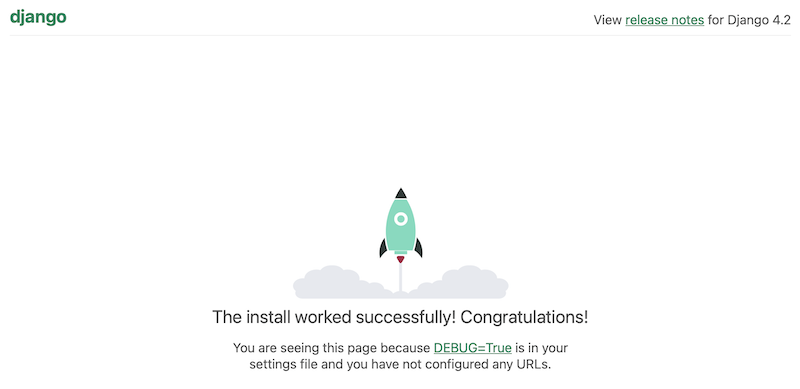 django
View release notes for Django 4.2
The install worked successfully! Congratulations!
You are seeing this page because DEBUG=True is in your
settings file and you have not configured any URLs.